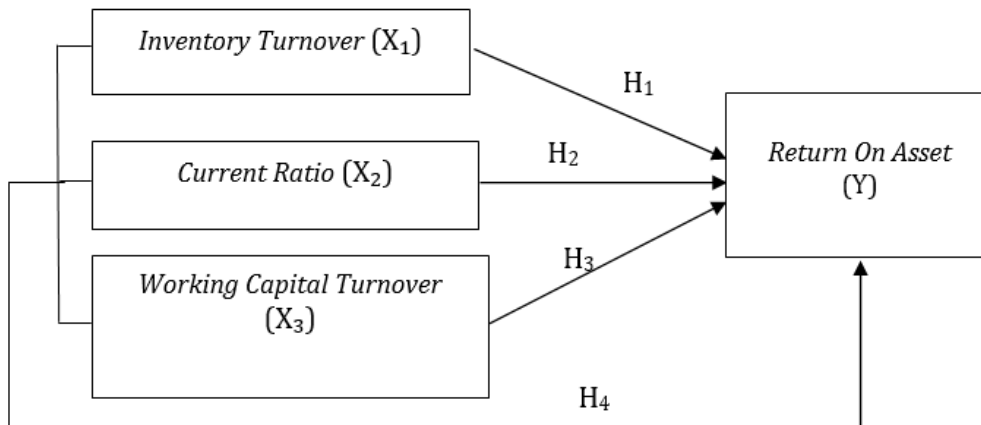 Inventory Turnover (X₁)
H₁
Current Ratio (X₂)
H₂
Return On Asset
(Y)
Working Capital Turnover
(X₃)
H₃
H₄